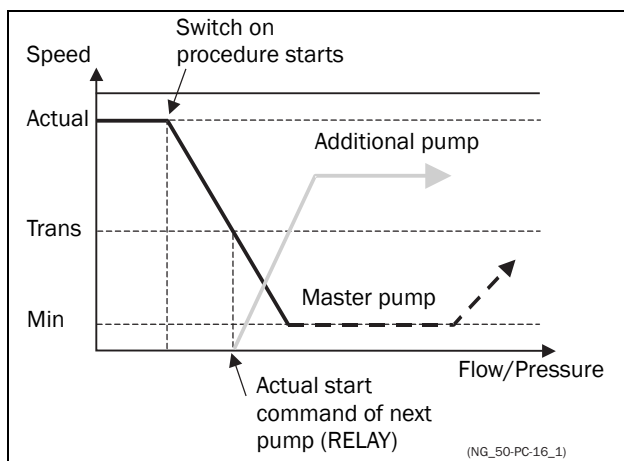 Switch on
procedure starts
Speed
Actual
Additional pump
Trans
Master pump
Min
Flow/Pressure
Actual start
command of next
pump (RELAY)
(NG_50-PC-16_1)